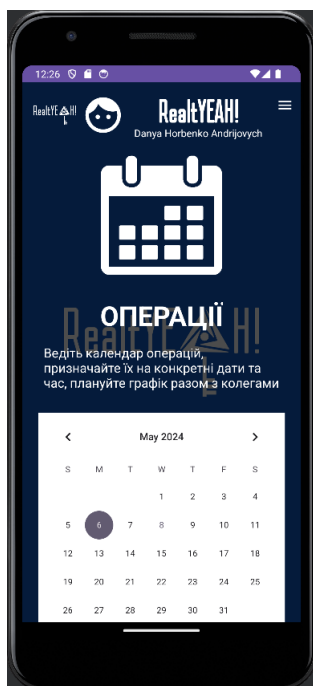 12:26
RealtYEAH!
RealtYEAH!
Danya Horbenko Andrijovych
ОПЕРАЦІЇ
RealtYEAH!
Ведіть календар операцій,
призначайте їх на конкретні дати та
час, плануйте графік разом з колегами
May 2024
S M T W T F S
1 2 3 4
5 6 7 8 9 10 11
12 13 14 15 16 17 18
19 20 21 22 23 24 25
26 27 28 29 30 31